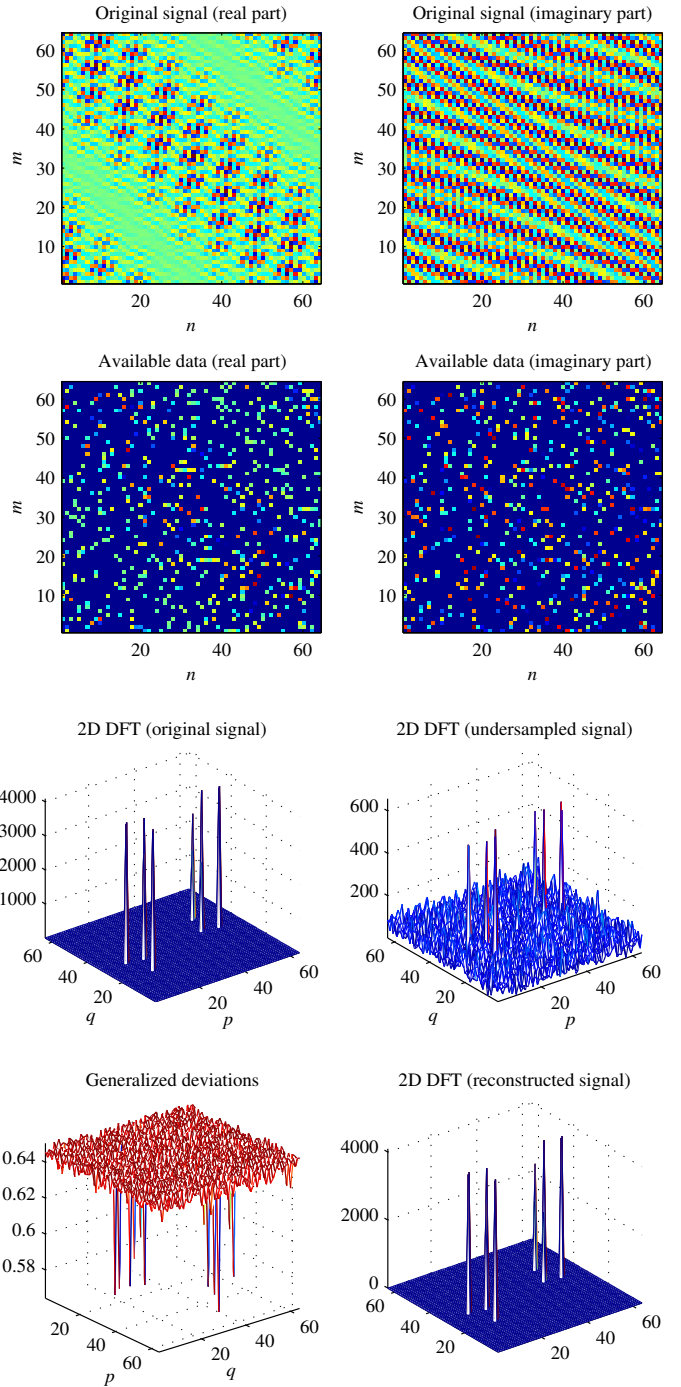 Original signal (real part)
Original signal (imaginary part)
60
50
40
30
20
10
m
20 40 60
n
60
50
40
30
20
10
m
20 40 60
n
Available data (real part)
Available data (imaginary part)
60
50
40
30
20
10
m
20 40 60
n
60
50
40
30
20
10
m
20 40 60
n
2D DFT (original signal)
2D DFT (undersampled signal)
4000
3000
2000
1000
60
40
20
q
20
40
60
p
600
400
200
60
40
20
q
20
40
60
p
Generalized deviations
2D DFT (reconstructed signal)
0.64
0.62
0.6
0.58
20
40
60
p
20
40
60
q
4000
2000
0
60
40
20
q
20
40
60
p